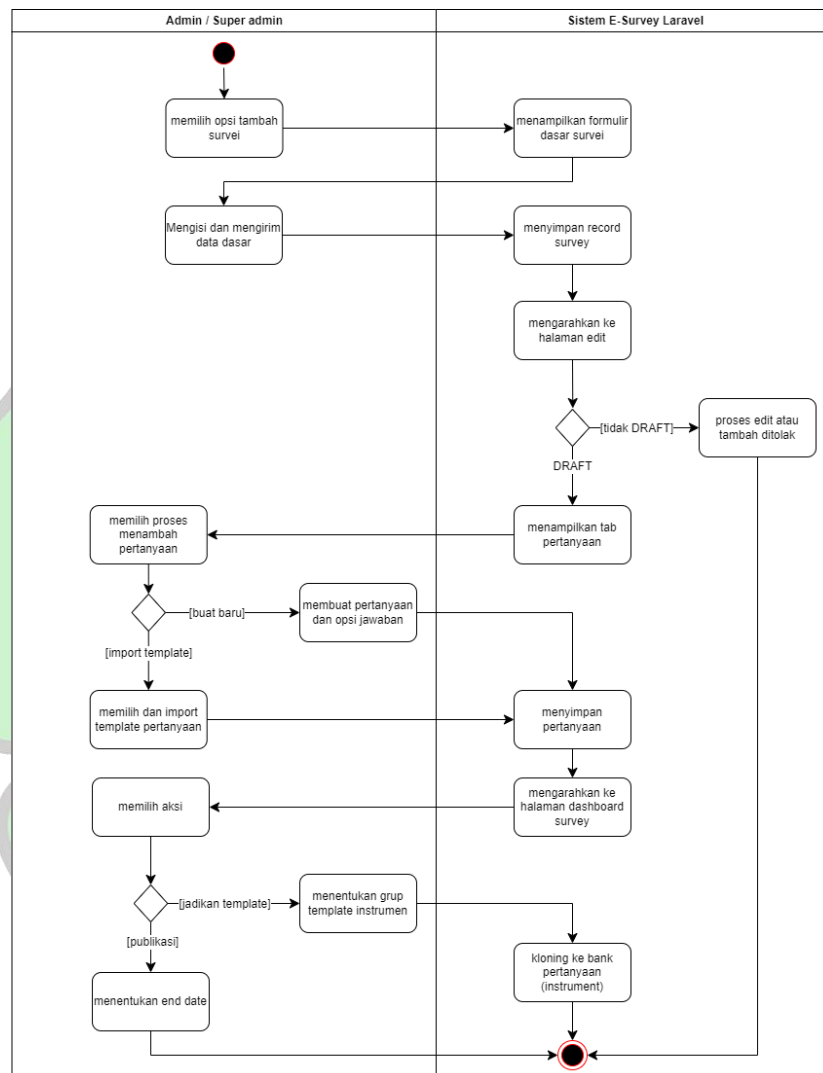 Admin / Super admin
Sistem E-Survey Laravel
memilih opsi tambah
survei
menampilkan formulir
dasar survei
Mengisi dan mengirim
data dasar
menyimpan record
survey
mengarahkan ke
halaman edit
[tidak DRAFT]
proses edit atau
tambah ditolak
DRAFT
memilih proses
menambah
pertanyaan
menampilkan tab
pertanyaan
[buat baru]
membuat pertanyaan
dan opsi jawaban
[import template]
memilih dan import
template pertanyaan
menyimpan
pertanyaan
memilih aksi
mengarahkan ke
halaman dashboard
survey
[jadikan template]
menentukan grup
template instrumen
[publikasi]
kloning ke bank
pertanyaan
(instrument)
menentukan end date